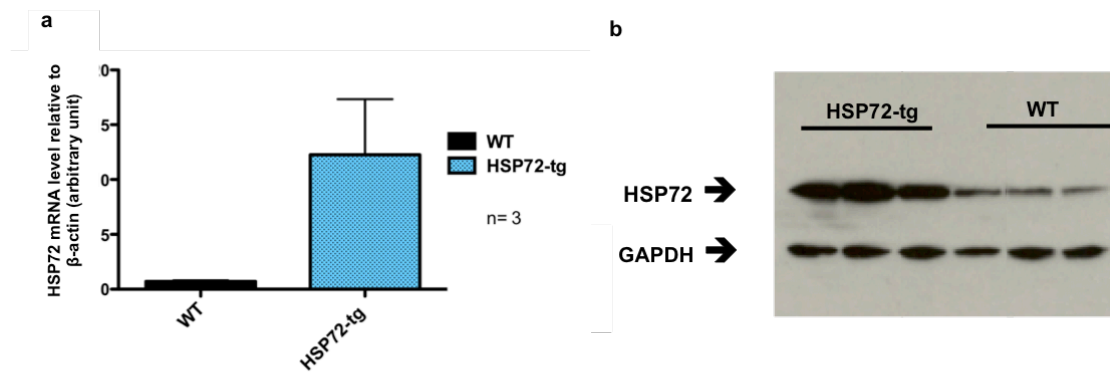 a
HSP72 mRNA level relative to
β-actin (arbitrary unit)
0
5
0
5
0
WT
HSP72-tg
WT
HSP72-tg
n= 3
b
HSP72-tg
WT
HSP72
GAPDH